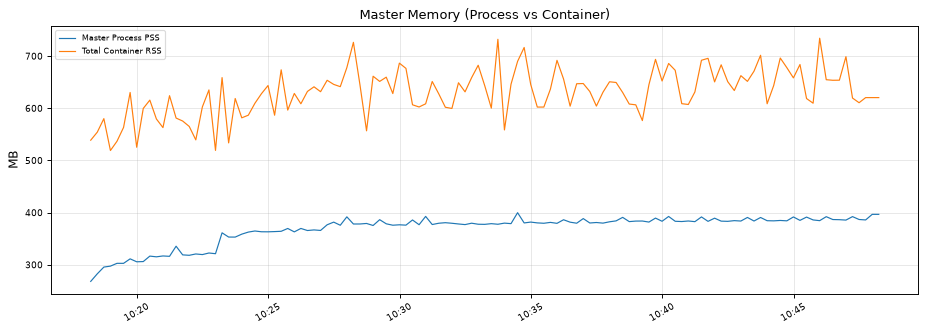 Master Memory (Process vs Container)
Master Process PSS
Total Container RSS
MB
700
600
500
400
300
10:20
10:25
10:30
10:35
10:40
10:45